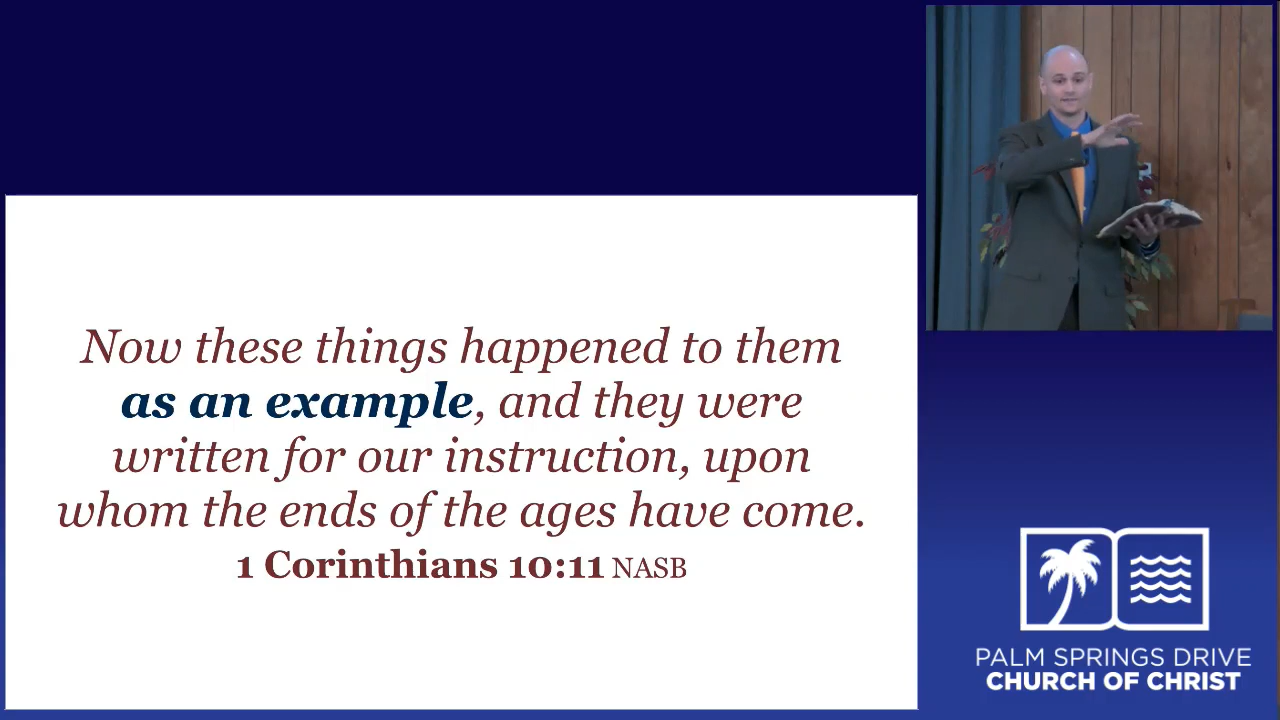 Now these things happened to them
as an example, and they were
written for our instruction, upon
whom the ends of the ages have come.
1 Corinthians 10:11 NASB
PALM SPRINGS DRIVE
CHURCH OF CHRIST